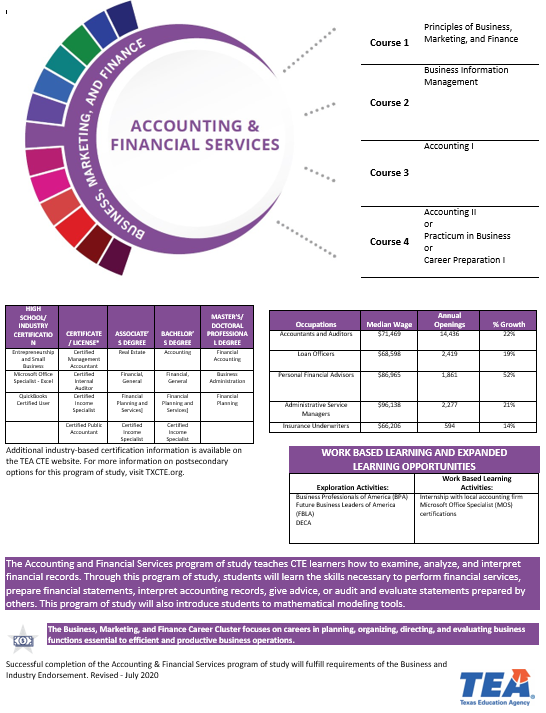 BUSINESS, MARKETING, AND FINANCE
ACCOUNTING &
FINANCIAL SERVICES
Course 1
Principles of Business,
Marketing, and Finance
Course 2
Business Information
Management
Course 3
Accounting I
Course 4
Accounting II
or
Practicum in Business
or
Career Preparation I
HIGH
SCHOOL/
INDUSTRY
CERTIFICATIO
N
CERTIFICATE
/ LICENSE*
ASSOCIATE'
S DEGREE
BACHELOR'
S DEGREE
MASTER'S/
DOCTORAL
PROFESSIONA
L DEGREE
Entrepreneurship
and Small
Business
Certified
Management
Accountant
Real Estate
Accounting
Financial
Accounting
Microsoft Office
Specialist - Excel
Certified
Internal
Auditor
Financial,
General
Financial,
General
Business
Administration
QuickBooks
Certified User
Certified
Income
Specialist
Financial
Planning and
Services]
Financial
Planning and
Services]
Financial
Planning
Certified Public
Accountant
Certified
Income
Specialist
Certified
Income
Specialist
Additional industry-based certification information is available on
the TEA CTE website. For more information on postsecondary
options for this program of study, visit TXCTE.org.
Occupations
Median Wage
Annual
Openings
% Growth
Accountants and Auditors
$71,469
14,436
22%
Loan Officers
$68,598
2,419
19%
Personal Financial Advisors
$86,965
1,861
52%
Administrative Service
Managers
$96,138
2,277
21%
Insurance Underwriters
$66,206
594
14%
WORK BASED LEARNING AND EXPANDED
LEARNING OPPORTUNITIES
Exploration Activities:
Work Based Learning
Activities:
Business Professionals of America (BPA)
Future Business Leaders of America
(FBLA)
DECA
Internship with local accounting firm
Microsoft Office Specialist (MOS)
certifications
The Accounting and Financial Services program of study teaches CTE learners how to examine, analyze, and interpret
financial records. Through this program of study, students will learn the skills necessary to perform financial services,
prepare financial statements, interpret accounting records, give advice, or audit and evaluate statements prepared by
others. This program of study will also introduce students to mathematical modeling tools.
The Business, Marketing, and Finance Career Cluster focuses on careers in planning, organizing, directing, and evaluating business
functions essential to efficient and productive business operations.
Successful completion of the Accounting & Financial Services program of study will fulfill requirements of the Business and
Industry Endorsement. Revised - July 2020
TEA
Texas Education Agency